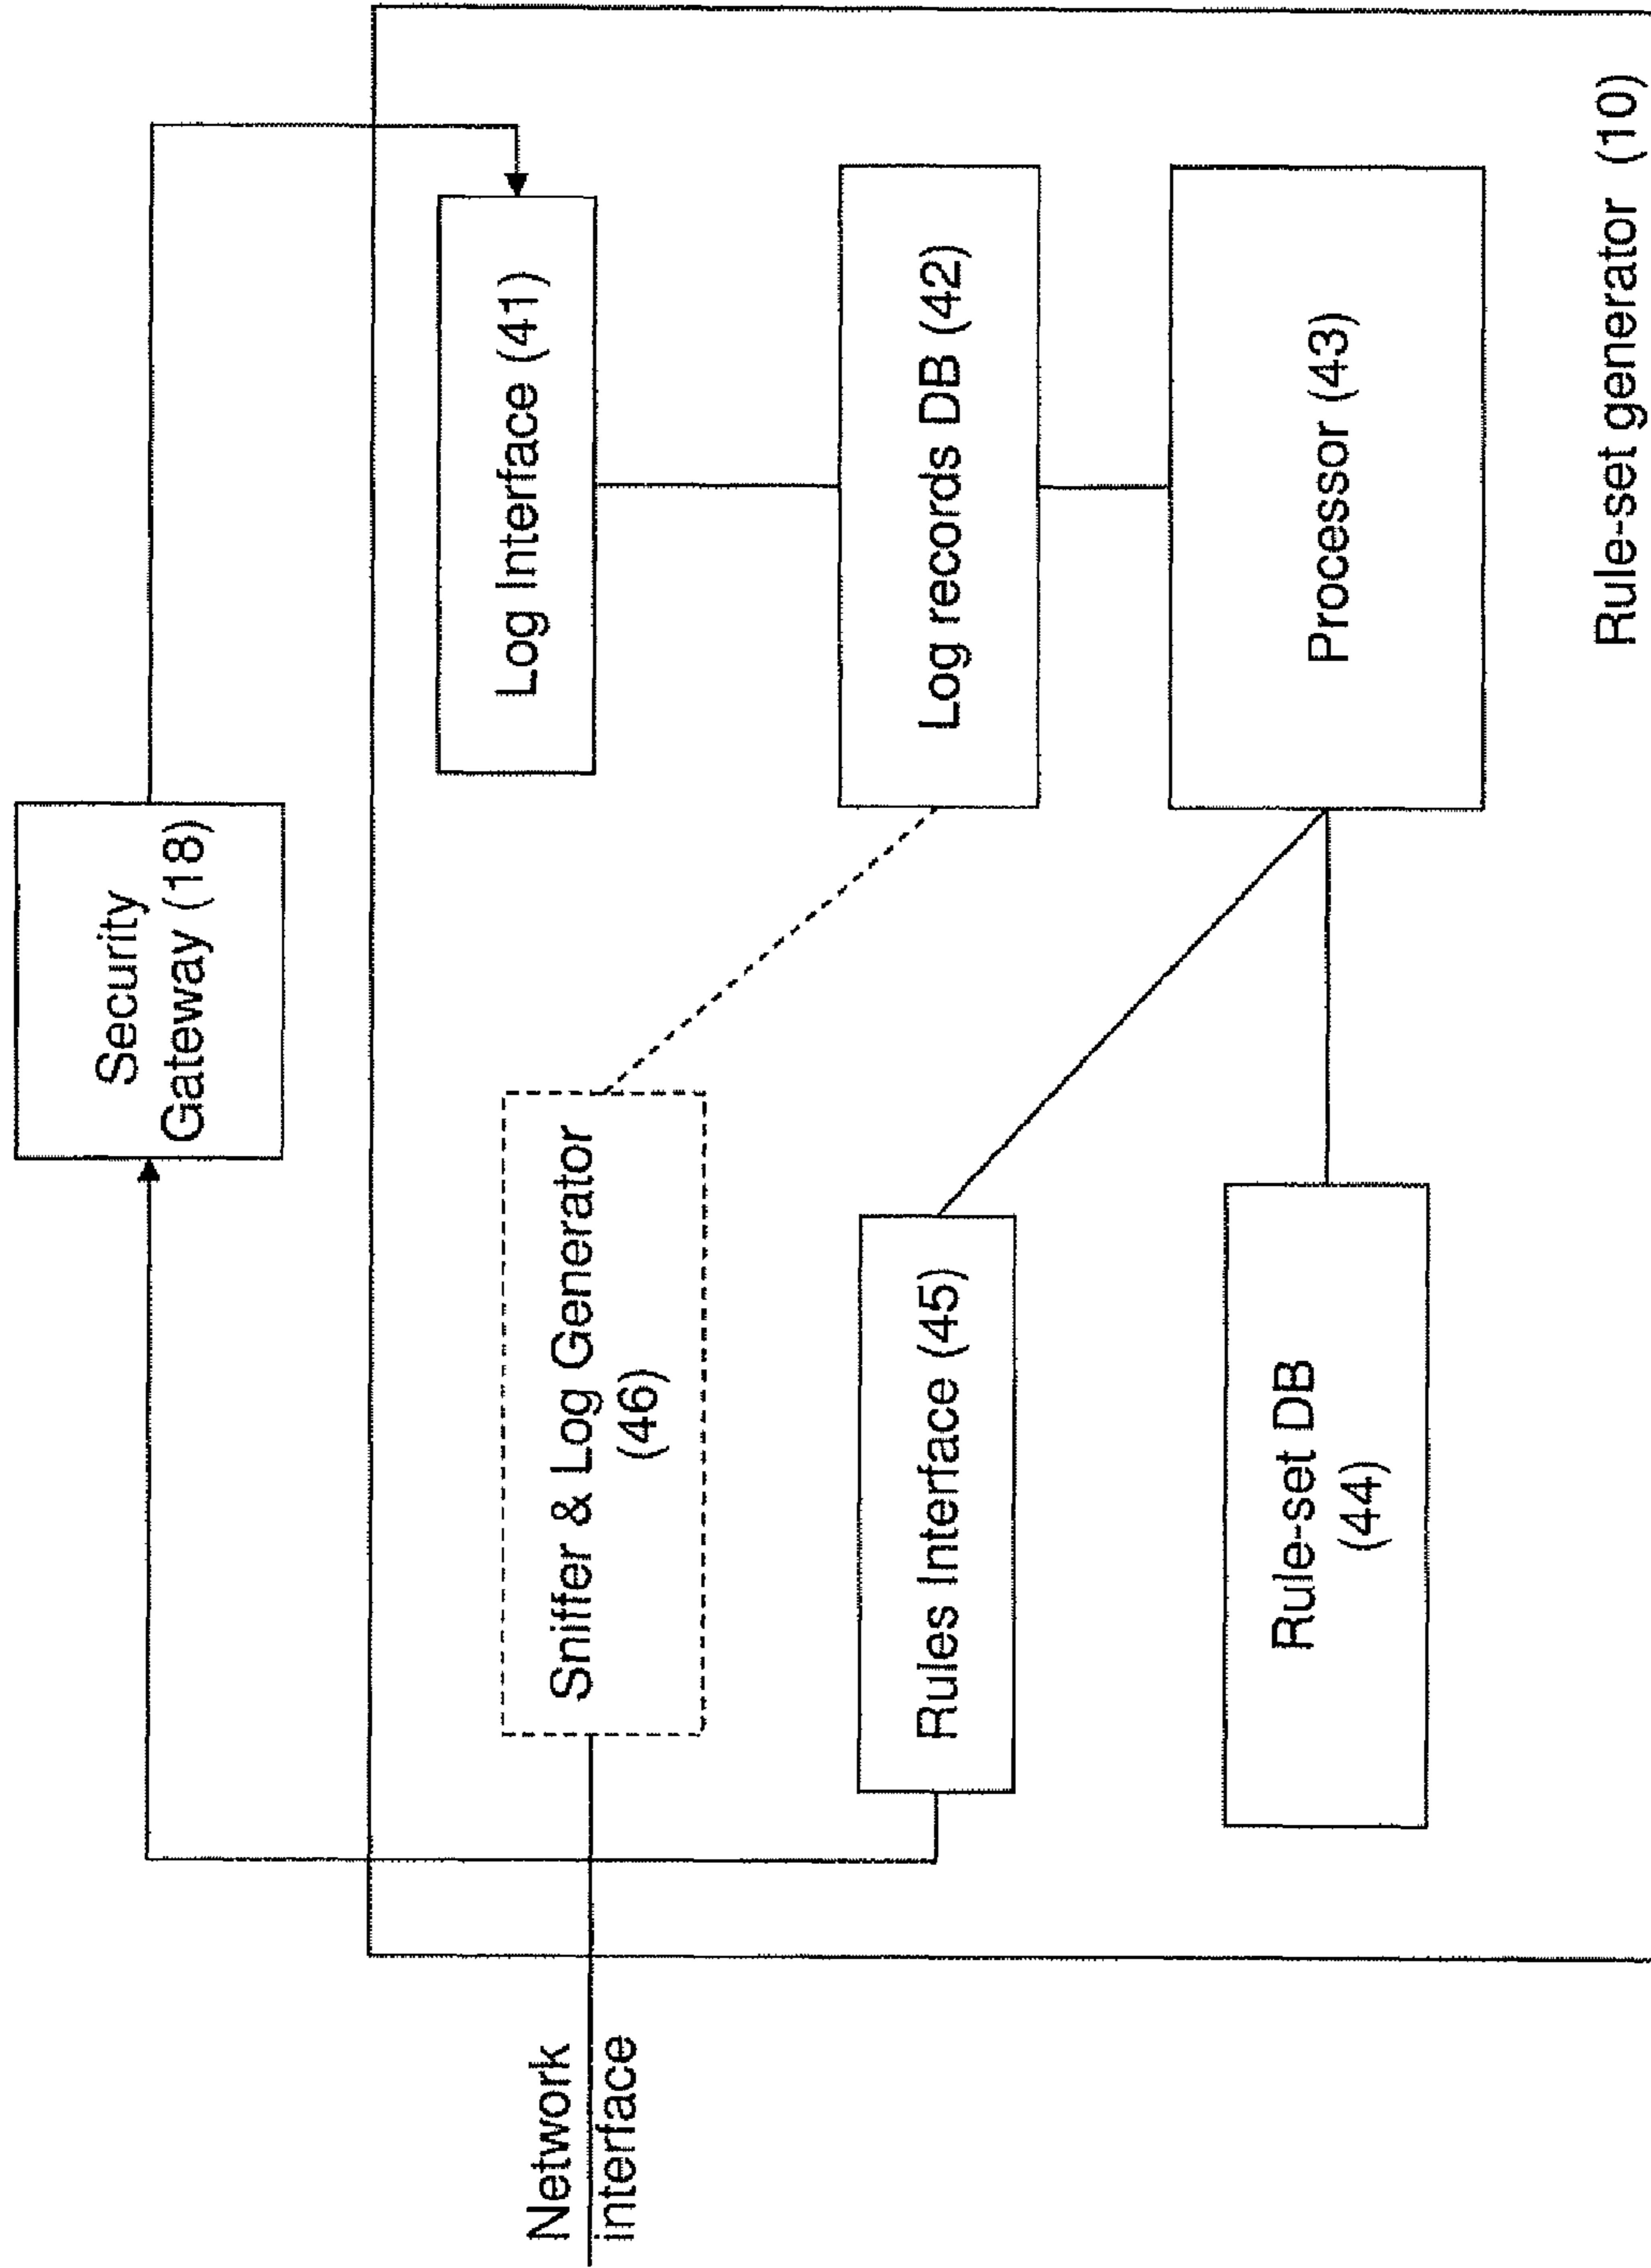 Security
Gateway (18)
Network
interface
Sniffer & Log Generator
(46)
Log Interface (41)
Rules Interface (45)
Log records DB (42)
Rule-set DB
(44)
Processor (43)
Rule-set generator (10)